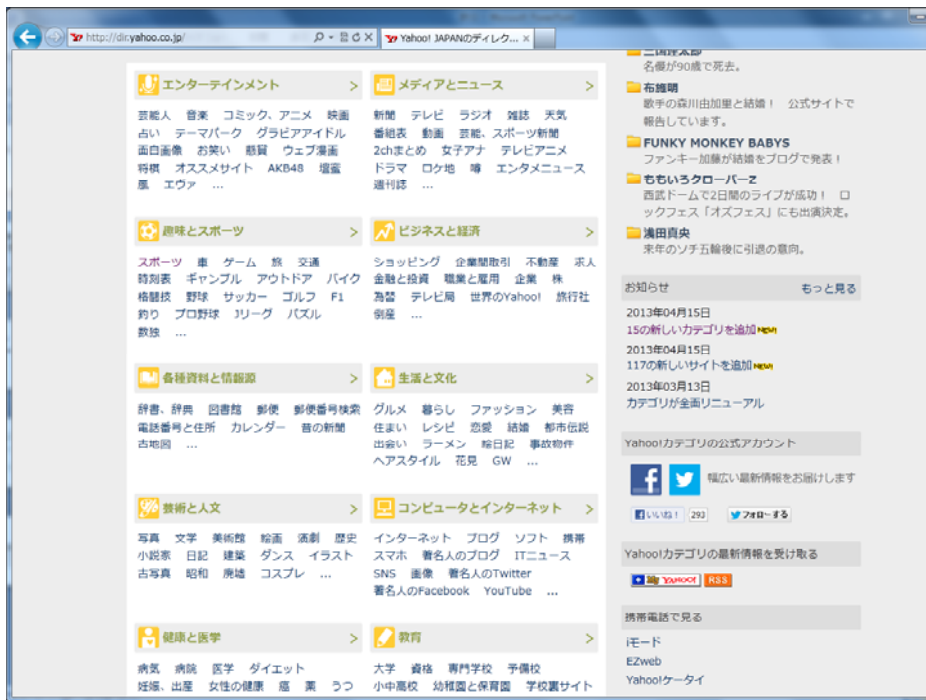 http://dir.yahoo.co.jp/
Yahoo! JAPANのディレク...
エンターテインメント >
芸能人 音楽 コミック、アニメ 映画
占い テーマパーク グラビアアイドル
面白画像 お笑い 懸賞 ウェブ漫画
将棋 オススメサイト AKB48 壇蜜
嵐 エヴァ ...
メディアとニュース >
新聞 テレビ ラジオ 雑誌 天気
番組表 動画 芸能、スポーツ新聞
2chまとめ 女子アナ テレビアニメ
ドラマ ロケ地 噂 エンタメニュース
週刊誌 ...
趣味とスポーツ >
スポーツ 車 ゲーム 旅 交通
時刻表 ギャンブル アウトドア バイク
格闘技 野球 サッカー ゴルフ F1
釣り プロ野球 Jリーグ パズル
数独 ...
ビジネスと経済 >
ショッピング 企業間取引 不動産 求人
金融と投資 職業と雇用 企業 株
為替 テレビ局 世界のYahoo! 旅行社
倒産 ...
各種資料と情報源 >
辞書、辞典 図書館 郵便 郵便番号検索
電話番号と住所 カレンダー 昔の新聞
古地図 ...
生活と文化 >
グルメ 暮らし ファッション 美容
住まい レシピ 恋愛 結婚 都市伝説
出会い ラーメン 絵日記 事故物件
ヘアスタイル 花見 GW ...
芸術と人文 >
写真 文学 美術館 絵画 演劇 歴史
小説家 日記 建築 ダンス イラスト
古写真 昭和 廃墟 コスプレ ...
コンピュータとインターネット >
インターネット ブログ ソフト 携帯
スマホ 著名人のブログ ITニュース
SNS 画像 著名人のTwitter
著名人のFacebook YouTube ...
健康と医学 >
病気 病院 医学 ダイエット
妊娠、出産 女性の健康 癌 薬 うつ
教育 >
大学 資格 専門学校 予備校
小中高校 幼稚園と保育園 学校裏サイト
三國連太郎
名優が90歳で死去。
布施明
歌手の森川由加里と結婚！ 公式サイトで
報告しています。
FUNKY MONKEY BABYS
ファンキー加藤が結婚をブログで発表！
ももいろクローバーZ
西武ドームで2日間のライブが成功！ ロ
ックフェス「オズフェス」にも出演決定。
浅田真央
来年のソチ五輪後に引退の意向。
お知らせ もっと見る
2013年04月15日
15の新しいカテゴリを追加 NEW!
2013年04月15日
117の新しいサイトを追加 NEW!
2013年03月13日
カテゴリが全面リニューアル
Yahoo!カテゴリの公式アカウント
幅広い最新情報をお届けします
いいね！ 293 フォローする
Yahoo!カテゴリの最新情報を受け取る
My YAHOO! RSS
携帯電話で見る
iモード
EZweb
Yahoo!ケータイ